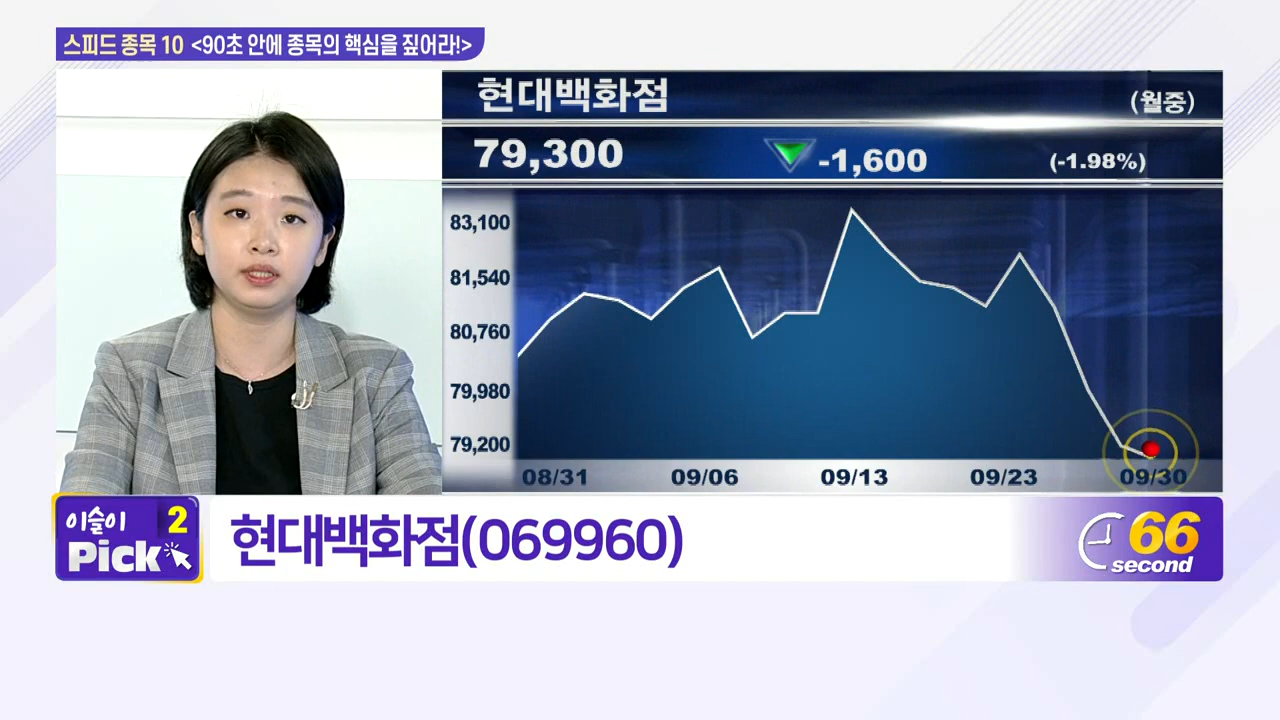 스피드 종목 10 <90초 안에 종목의 핵심을 짚어라!>
현대백화점
(월중)
79,300 -1,600 (-1.98%)
83,100
81,540
80,760
79,980
79,200
08/31 09/06 09/13 09/23 09/30
이슬이 2
Pick
현대백화점(069960)
66
second